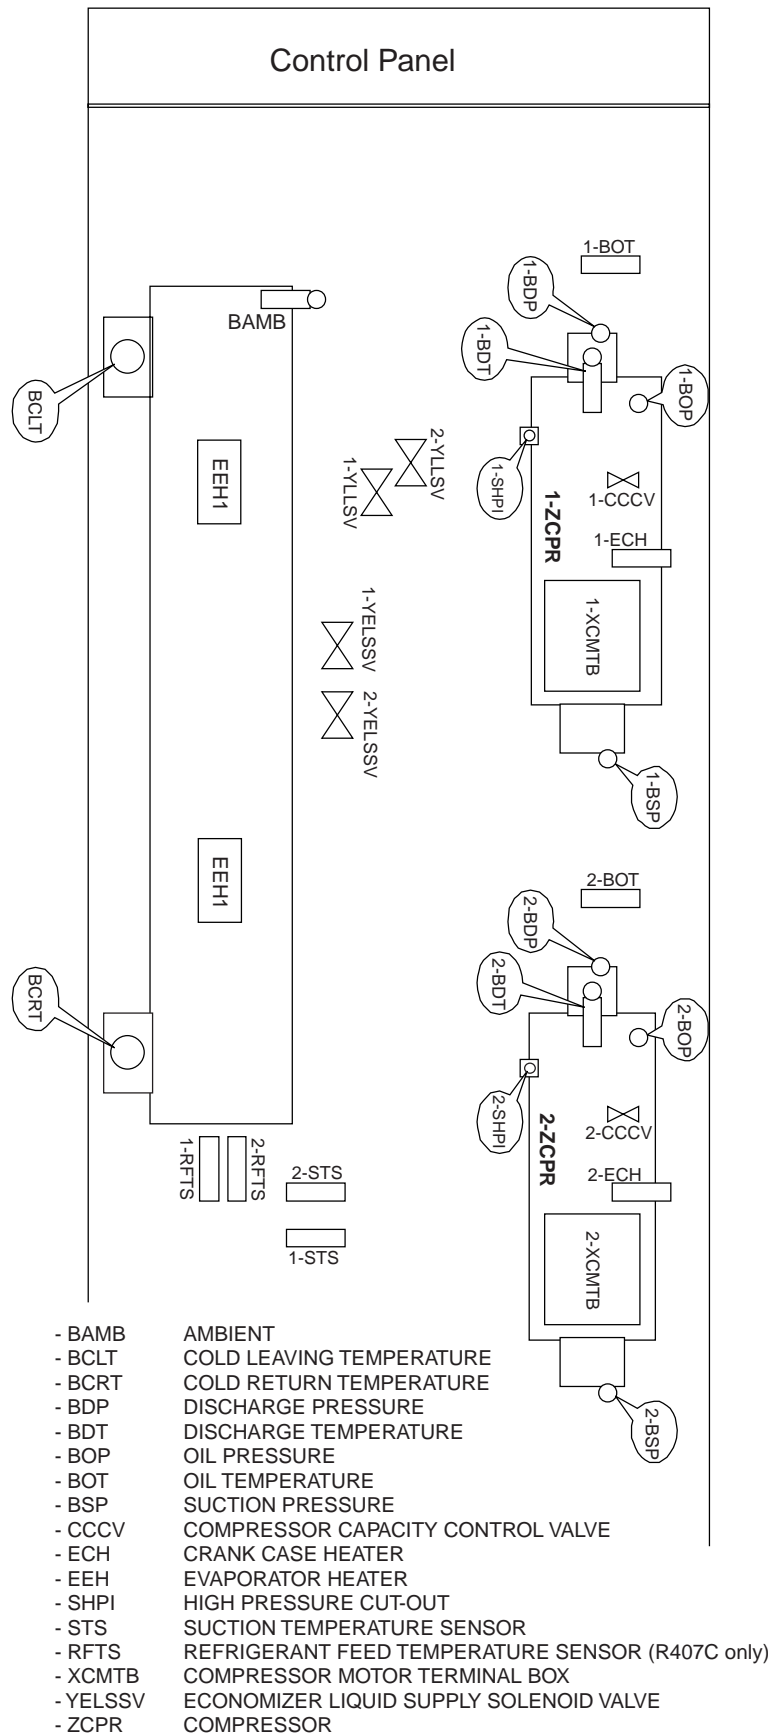 Control Panel
1-BOT
1-BDP
BAMB
1-BDT
BCLT
1-BOP
2-YLLSV
1-YLLSV
EEH1
1-SHPI
1-CCCV
1-ZCPR
1-ECH
1-YELSSV
1-XCMTB
2-YELSSV
1-BSP
EEH1
2-BOT
2-BDP
2-BDT
BCRT
2-BOP
2-SHPI
2-CCCV
2-ZCPR
1-RFTS
2-RFTS
2-STS
2-ECH
1-STS
2-XCMTB
2-BSP
- BAMB AMBIENT
- BCLT COLD LEAVING TEMPERATURE
- BCRT COLD RETURN TEMPERATURE
- BDP DISCHARGE PRESSURE
- BDT DISCHARGE TEMPERATURE
- BOP OIL PRESSURE
- BOT OIL TEMPERATURE
- BSP SUCTION PRESSURE
- CCCV COMPRESSOR CAPACITY CONTROL VALVE
- ECH CRANK CASE HEATER
- EEH EVAPORATOR HEATER
- SHPI HIGH PRESSURE CUT-OUT
- STS SUCTION TEMPERATURE SENSOR
- RFTS REFRIGERANT FEED TEMPERATURE SENSOR (R407C only)
- XCMTB COMPRESSOR MOTOR TERMINAL BOX
- YELSSV ECONOMIZER LIQUID SUPPLY SOLENOID VALVE
- ZCPR COMPRESSOR